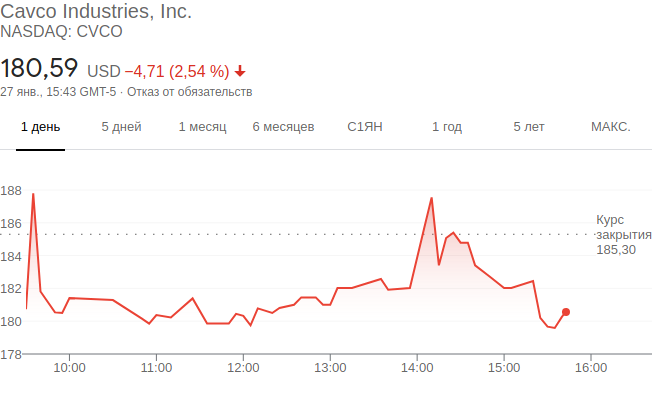 Cavco Industries, Inc.
NASDAQ: CVCO
180,59 USD −4,71 (2,54 %)
27 янв., 15:43 GMT-5 · Отказ от обязательств
1 день 5 дней 1 месяц 6 месяцев С1ЯН 1 год 5 лет МАКС.
188
186
184
182
180
178
Курс
закрытия
185,30
10:00 11:00 12:00 13:00 14:00 15:00 16:00